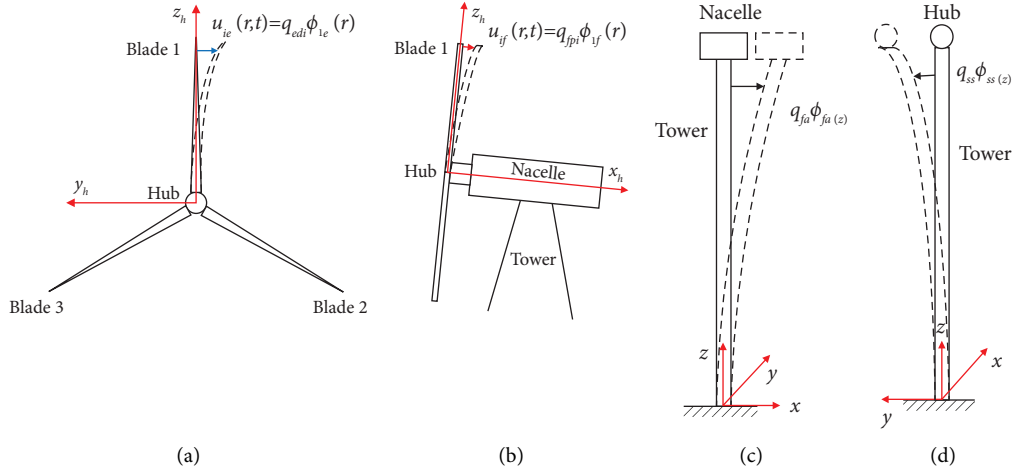 z_h
u_ie (r,t)=q_edi ϕ_1e (r)
Blade 1
y_h
Hub
Blade 3
Blade 2
(a)
z_h
Blade 1
u_if (r,t)=q_fpi ϕ_1f (r)
Hub
Nacelle
x_h
Tower
(b)
Nacelle
Tower
q_fa ϕ_fa (z)
z
y
x
(c)
Hub
q_ss ϕ_ss (z)
Tower
z
x
y
(d)